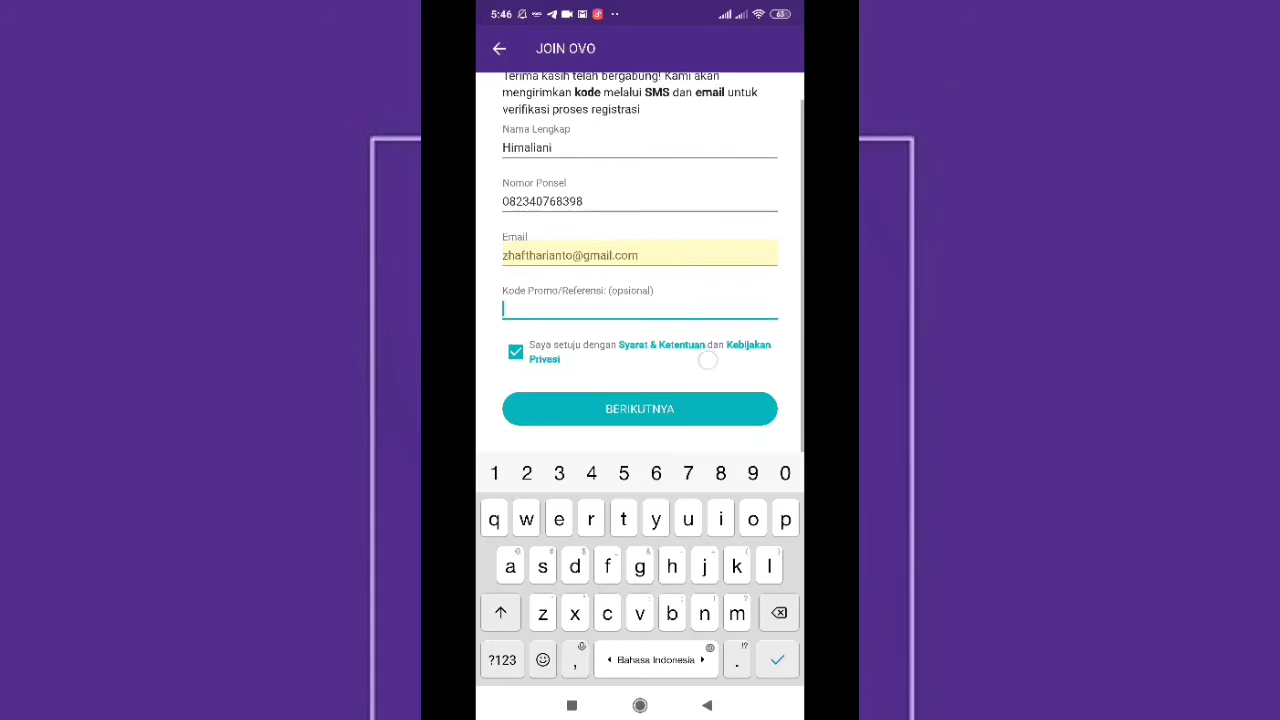 5:46 63
JOIN OVO
Terima kasih telah bergabung! Kami akan
mengirimkan kode melalui SMS dan email untuk
verifikasi proses registrasi
Nama Lengkap
Himaliani
Nomor Ponsel
082340768398
Email
zhaftharianto@gmail.com
Kode Promo/Referensi: (opsional)
Saya setuju dengan Syarat & Ketentuan dan Kebijakan
Privasi
BERIKUTNYA
1 2 3 4 5 6 7 8 9 0
q w e r t y u i o p
a s d f g h j k l
z x c v b n m
?123 , Bahasa Indonesia . !?